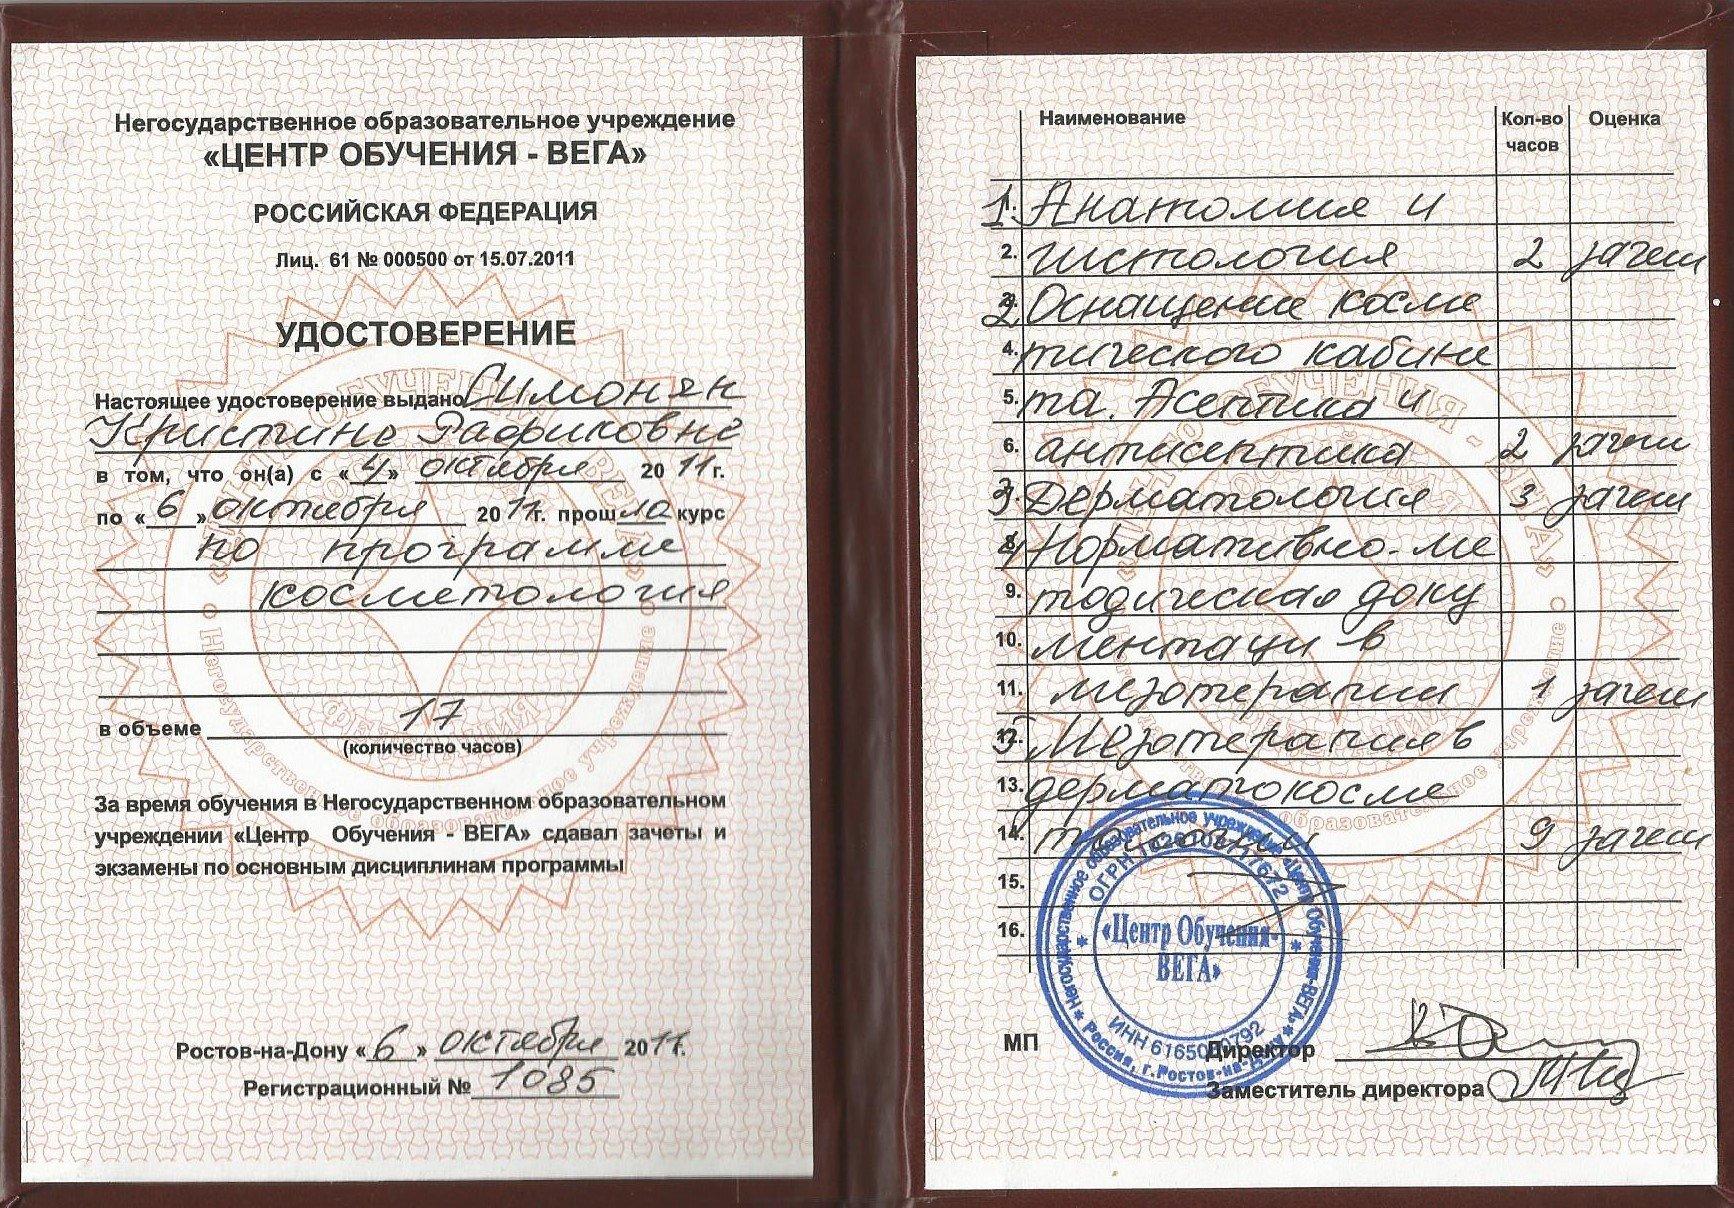 Негосударственное образовательное учреждение
«ЦЕНТР ОБУЧЕНИЯ - ВЕГА»
РОССИЙСКАЯ ФЕДЕРАЦИЯ
Лиц. 61 № 000500 от 15.07.2011
УДОСТОВЕРЕНИЕ
Настоящее удостоверение выдано Симонян
Кристине Рафиковне
в том, что он(а) с «4» октября 2011г.
по «6» октября 2011г. прошла курс
по программе
косметология
в объеме 17
(количество часов)
За время обучения в Негосударственном образовательном
учреждении «Центр Обучения - ВЕГА» сдавал зачеты и
экзамены по основным дисциплинам программы
Ростов-на-Дону «6» октября 2011г.
Регистрационный № 1085
Наименование Кол-во часов Оценка
1. Анатомия и
2. гистология 2 зачет
2. Оснащение косме
4. тического кабине
5. та. Асептика и
6. антисептика 2 зачет
3. Дерматология 3 зачет
4. Нормативно-ме
9. тодическая доку
10. ментаци в
11. мезотерапии 1 зачет
5. Мезотерапия в
13. дерматокосме
14. тологии 9 зачет
15.
16.
«Центр Обучения-
ВЕГА»
МП
Директор
Заместитель директора